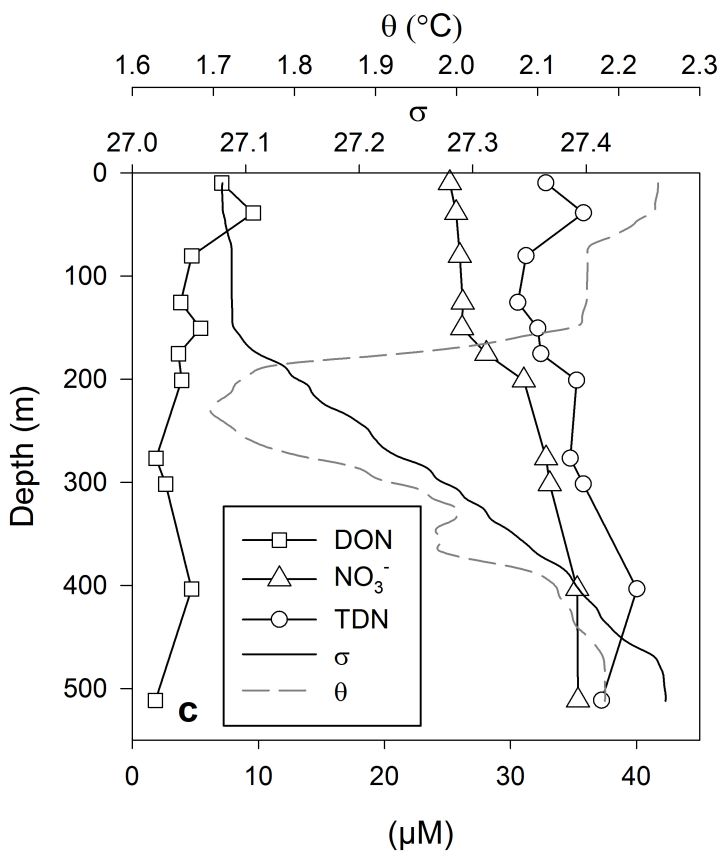 θ (°C)
1.6 1.7 1.8 1.9 2.0 2.1 2.2 2.3
σ
27.0 27.1 27.2 27.3 27.4
0
100
200
300
400
500
Depth (m)
DON
NO₃⁻
TDN
σ
θ
c
0 10 20 30 40
(µM)